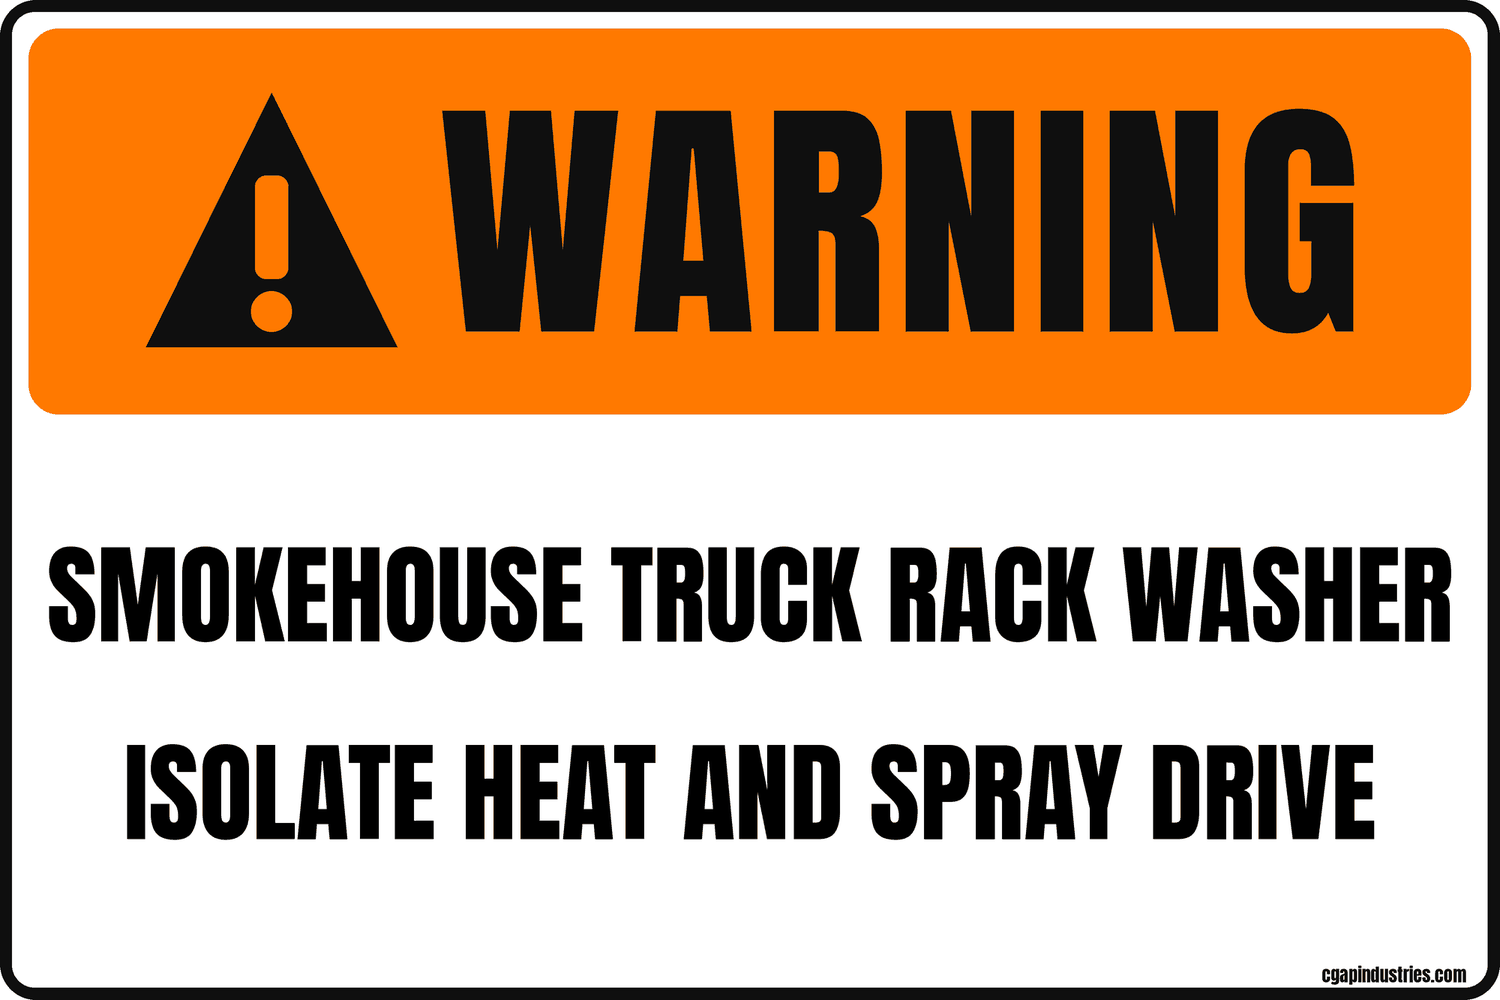 WARNING
SMOKEHOUSE TRUCK RACK WASHER
ISOLATE HEAT AND SPRAY DRIVE
cgapindustries.com